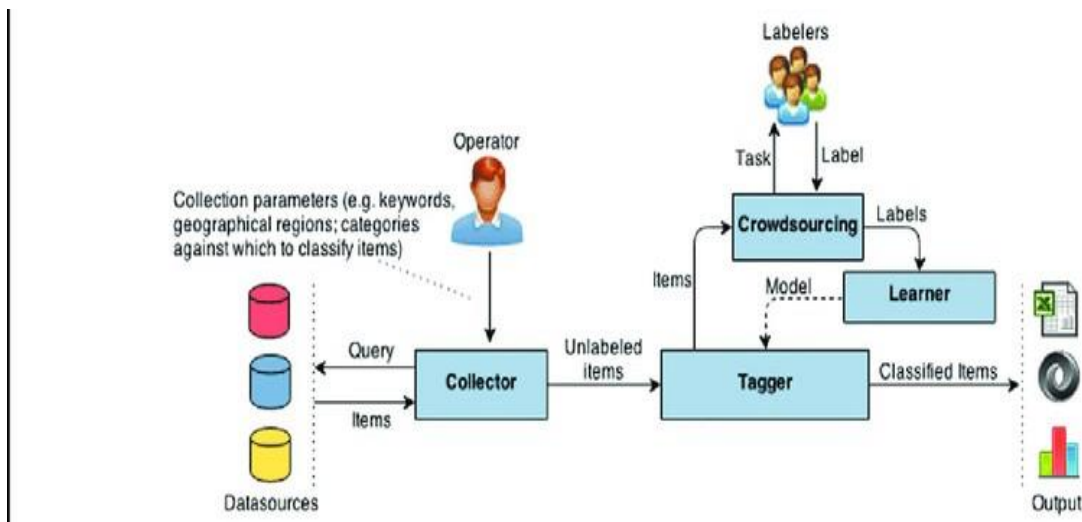 Labelers
Operator
Task
Label
Collection parameters (e.g. keywords,
geographical regions; categories
against which to classify items)
Crowdsourcing
Labels
Items
Model
Learner
Query
Collector
Unlabeled
items
Tagger
Classified Items
Items
Datasources
Output